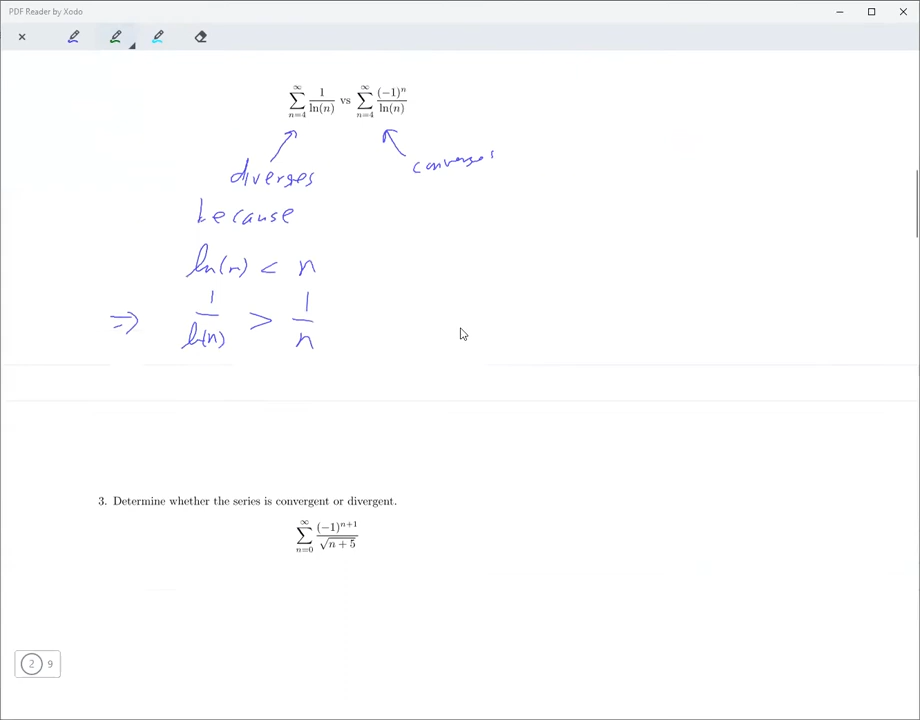 PDF Reader by Xodo
∑_{n=4}^{∞} 1/ln(n) vs ∑_{n=4}^{∞} (−1)^n/ln(n)
converges
diverges
because
ln(n) < n
⇒ 1/ln(n) > 1/n
3. Determine whether the series is convergent or divergent.
∑_{n=0}^{∞} (−1)^{n+1}/√(n + 5)
2 9